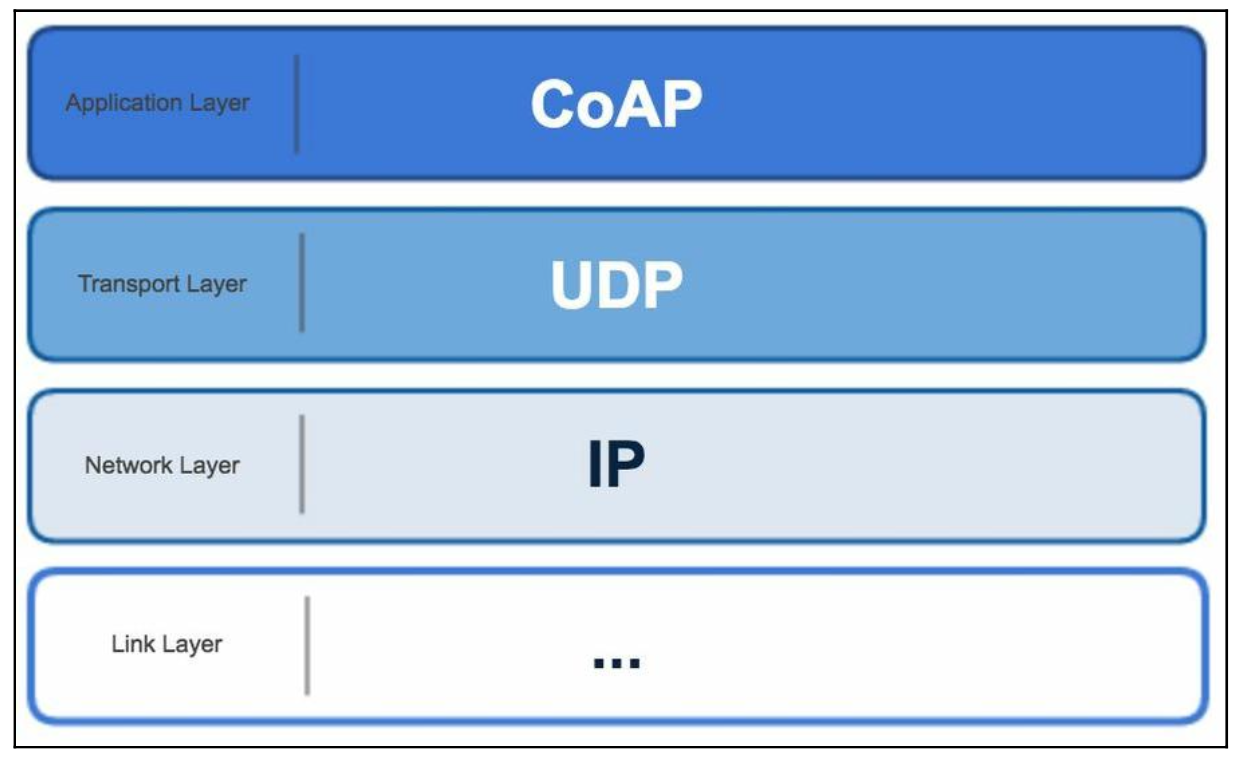 Application Layer
CoAP
Transport Layer
UDP
Network Layer
IP
Link Layer
...